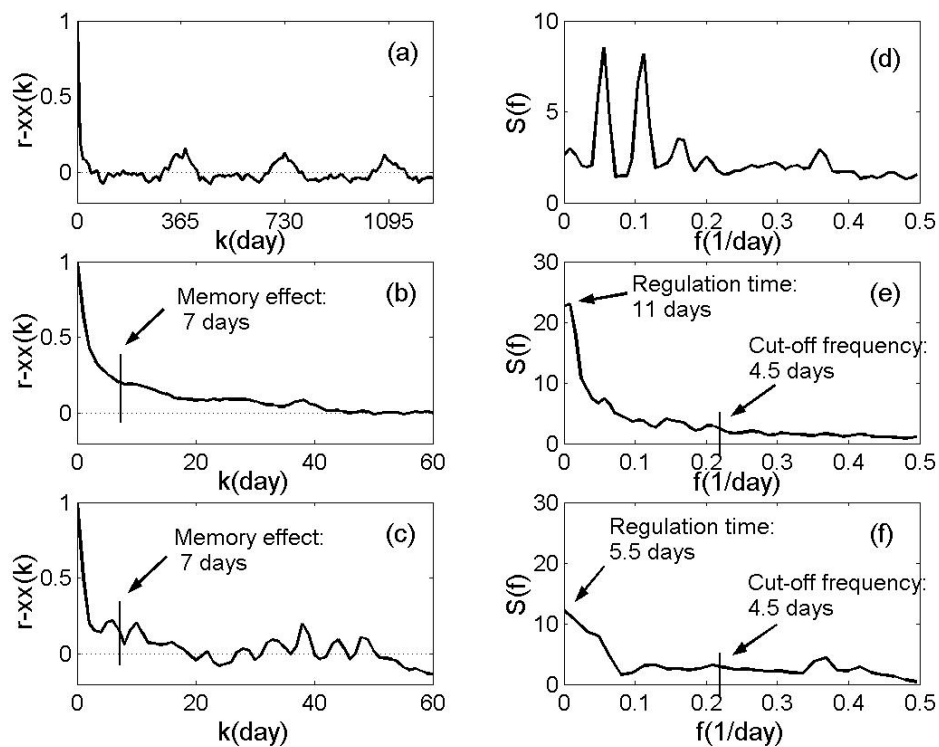 (a)
r-xx(k)
1
0.5
0
0
365
730
1095
k(day)
(d)
S(f)
10
5
0
0
0.1
0.2
0.3
0.4
0.5
f(1/day)
(b)
r-xx(k)
1
0.5
0
Memory effect:
7 days
0
20
40
60
k(day)
(e)
S(f)
30
20
10
0
Regulation time:
11 days
Cut-off frequency:
4.5 days
0
0.1
0.2
0.3
0.4
0.5
f(1/day)
(c)
r-xx(k)
1
0.5
0
Memory effect:
7 days
0
20
40
60
k(day)
(f)
S(f)
30
20
10
0
Regulation time:
5.5 days
Cut-off frequency:
4.5 days
0
0.1
0.2
0.3
0.4
0.5
f(1/day)